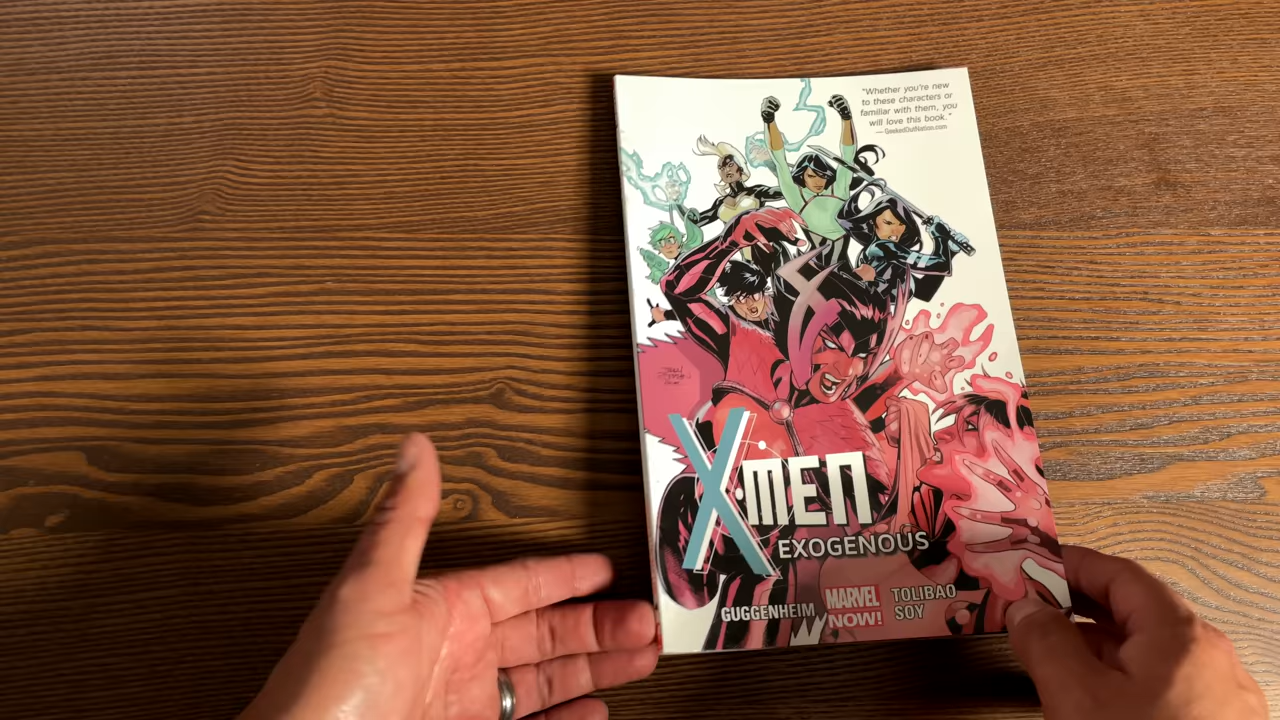 "Whether you're new
to these characters or
familiar with them, you
will love this book."
— GeekedOutNation.com
X-MEN
EXOGENOUS
GUGGENHEIM
MARVEL
NOW!
TOLIBAO
SOY